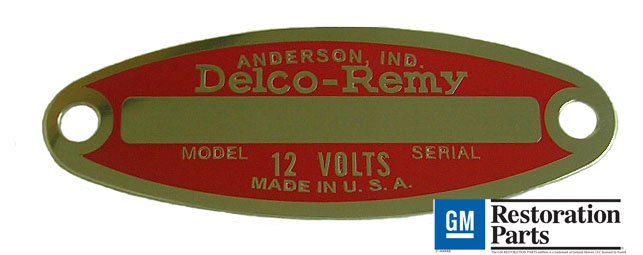 ANDERSON, IND.
Delco-Remy
MODEL SERIAL
12 VOLTS
MADE IN U. S. A.
GM Restoration
Parts